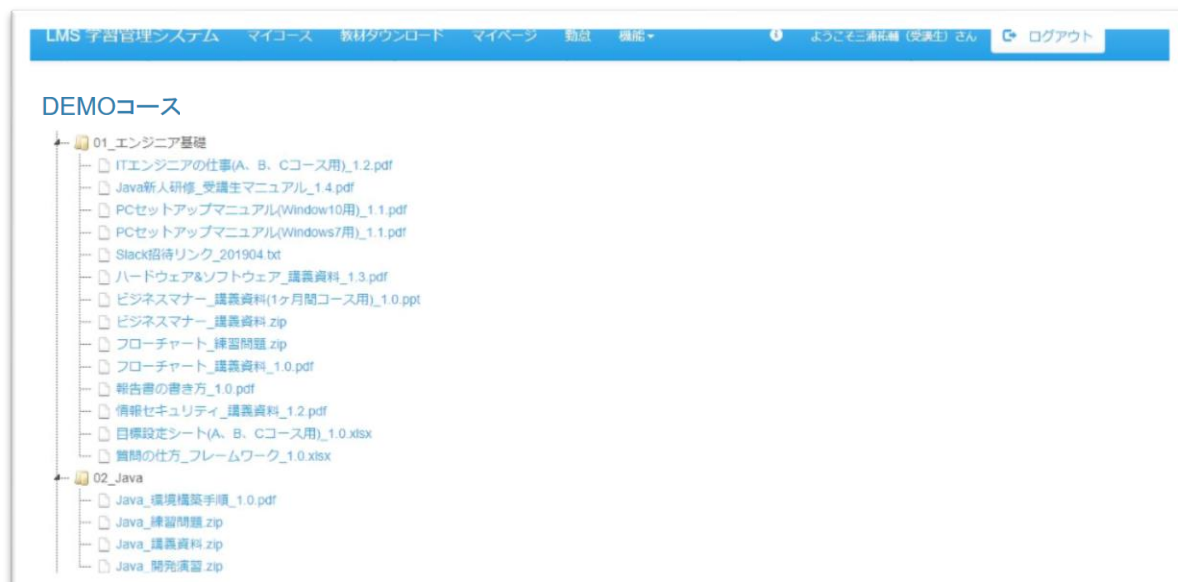 LMS 学習管理システム マイコース 教材ダウンロード マイページ 勤怠 機能 ようこそ三浦拓輔（受講生）さん ログアウト
DEMOコース
01_エンジニア基礎
ITエンジニアの仕事(A、B、Cコース用)_1.2.pdf
Java新人研修_受講生マニュアル_1.4.pdf
PCセットアップマニュアル(Window10用)_1.1.pdf
PCセットアップマニュアル(Windows7用)_1.1.pdf
Slack招待リンク_201904.txt
ハードウェア&ソフトウェア_講義資料_1.3.pdf
ビジネスマナー_講義資料(1ヶ月間コース用)_1.0.ppt
ビジネスマナー_講義資料.zip
フローチャート_練習問題.zip
フローチャート_講義資料_1.0.pdf
報告書の書き方_1.0.pdf
情報セキュリティ_講義資料_1.2.pdf
目標設定シート(A、B、Cコース用)_1.0.xlsx
質問の仕方_フレームワーク_1.0.xlsx
02_Java
Java_環境構築手順_1.0.pdf
Java_練習問題.zip
Java_講義資料.zip
Java_開発演習.zip